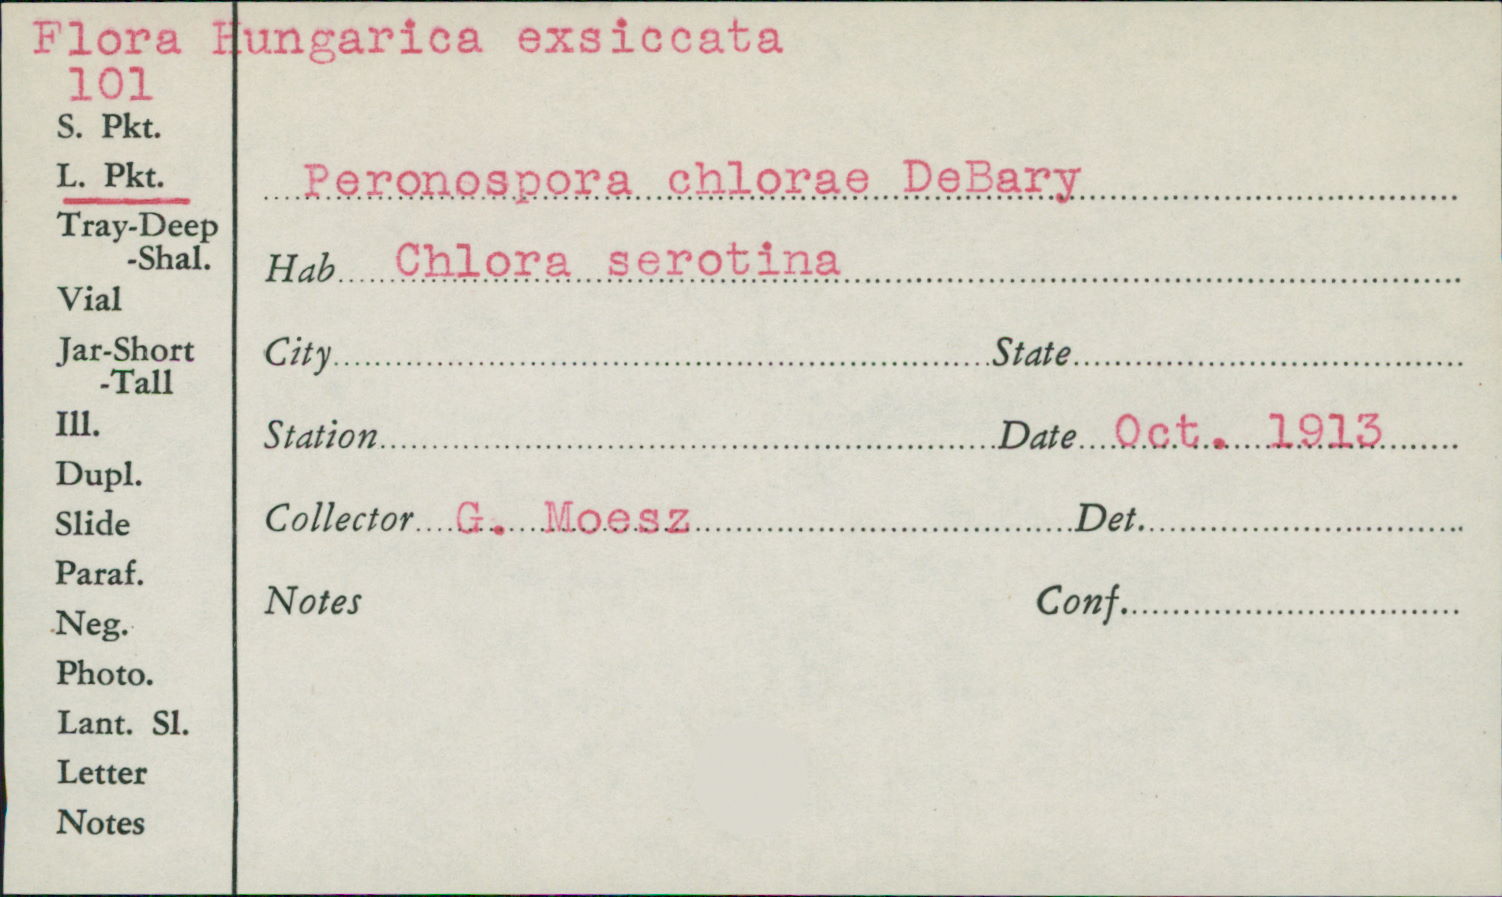 Flora Hungarica exsiccata
101
S. Pkt.
L. Pkt.
Tray-Deep
-Shal.
Vial
Jar-Short
-Tall
Ill.
Dupl.
Slide
Paraf.
Neg.
Photo.
Lant. Sl.
Letter
Notes
Peronospora chlorae DeBary
Hab Chlora serotina
City State
Station Date Oct. 1913
Collector G. Moesz Det.
Notes Conf.